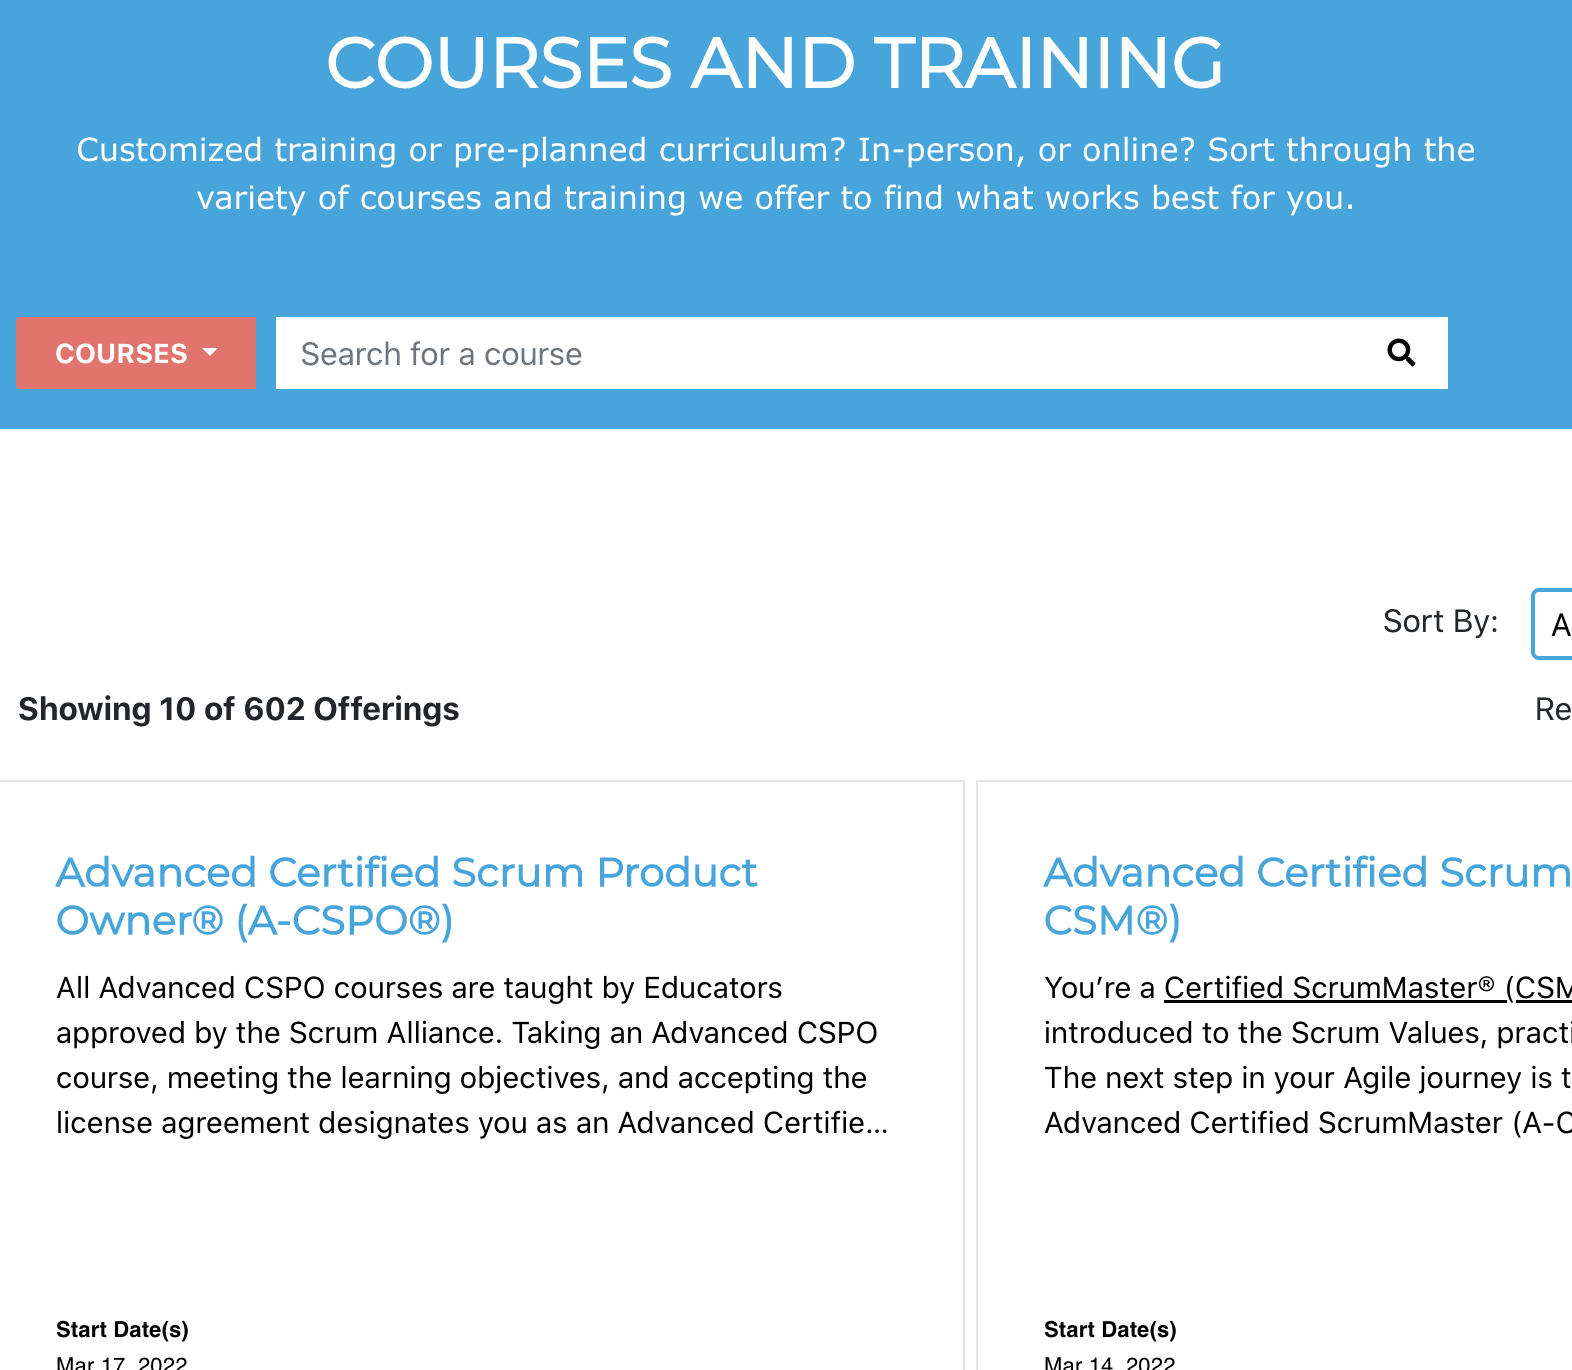 COURSES AND TRAINING
Customized training or pre-planned curriculum? In-person, or online? Sort through the
variety of courses and training we offer to find what works best for you.
COURSES
Search for a course
Sort By:
A
Showing 10 of 602 Offerings
Re
Advanced Certified Scrum Product
Owner® (A-CSPO®)
All Advanced CSPO courses are taught by Educators
approved by the Scrum Alliance. Taking an Advanced CSPO
course, meeting the learning objectives, and accepting the
license agreement designates you as an Advanced Certifie...
Start Date(s)
Mar 17, 2022
Advanced Certified Scrum
CSM®)
You’re a Certified ScrumMaster® (CSM
introduced to the Scrum Values, practi
The next step in your Agile journey is t
Advanced Certified ScrumMaster (A-C
Start Date(s)
Mar 14, 2022